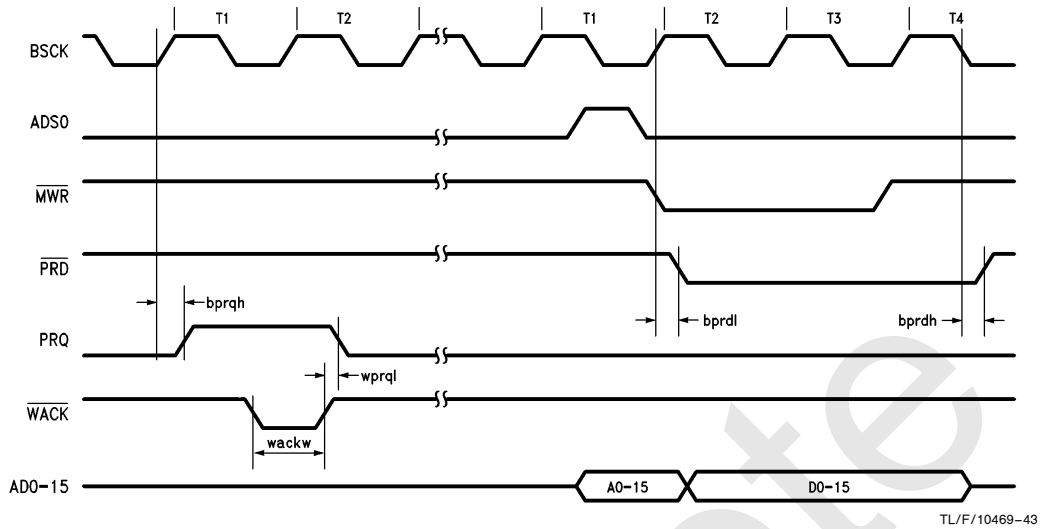 T1 T2 T1 T2 T3 T4
BSCK
ADS0
MWR
PRD
bprqh
bprdl
bprdh
PRQ
wprql
WACK
wackw
AD0-15
A0-15
D0-15
TL/F/10469-43